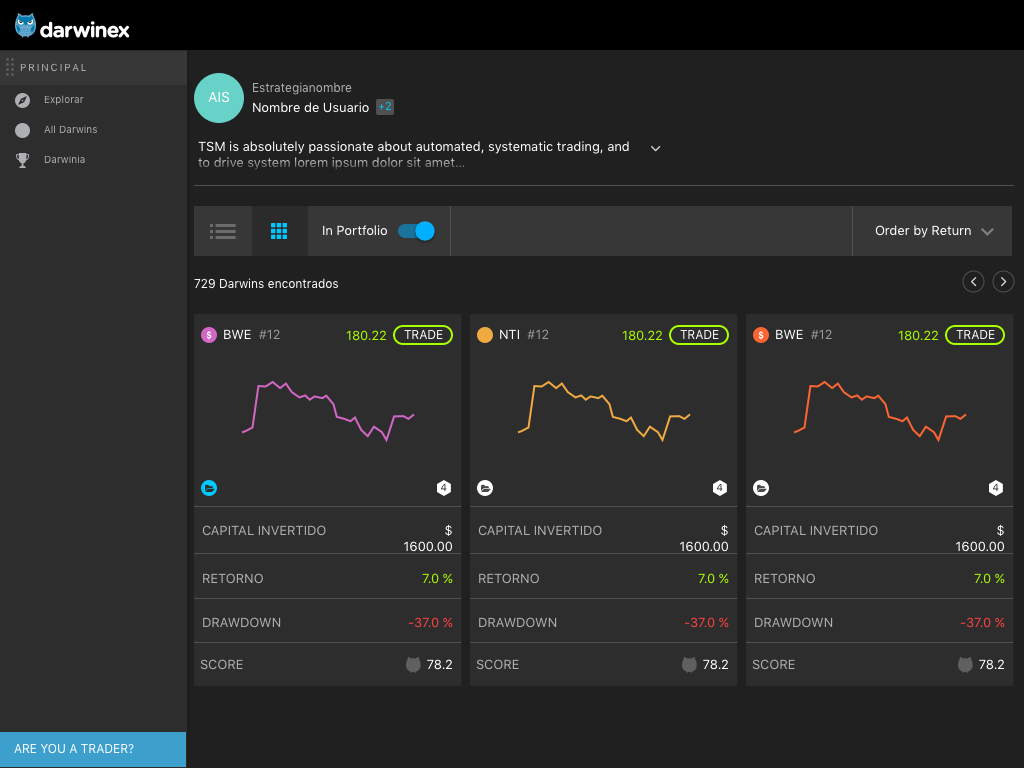 darwinex
PRINCIPAL
Explorar
All Darwins
Darwinia
ARE YOU A TRADER?
AIS
Estrategianombre
Nombre de Usuario +2
TSM is absolutely passionate about automated, systematic trading, and
to drive system lorem ipsum dolor sit amet...
In Portfolio
Order by Return
729 Darwins encontrados
$ BWE #12 180.22 TRADE
4
CAPITAL INVERTIDO $
1600.00
RETORNO 7.0 %
DRAWDOWN -37.0 %
SCORE 78.2
NTI #12 180.22 TRADE
4
CAPITAL INVERTIDO $
1600.00
RETORNO 7.0 %
DRAWDOWN -37.0 %
SCORE 78.2
$ BWE #12 180.22 TRADE
4
CAPITAL INVERTIDO $
1600.00
RETORNO 7.0 %
DRAWDOWN -37.0 %
SCORE 78.2